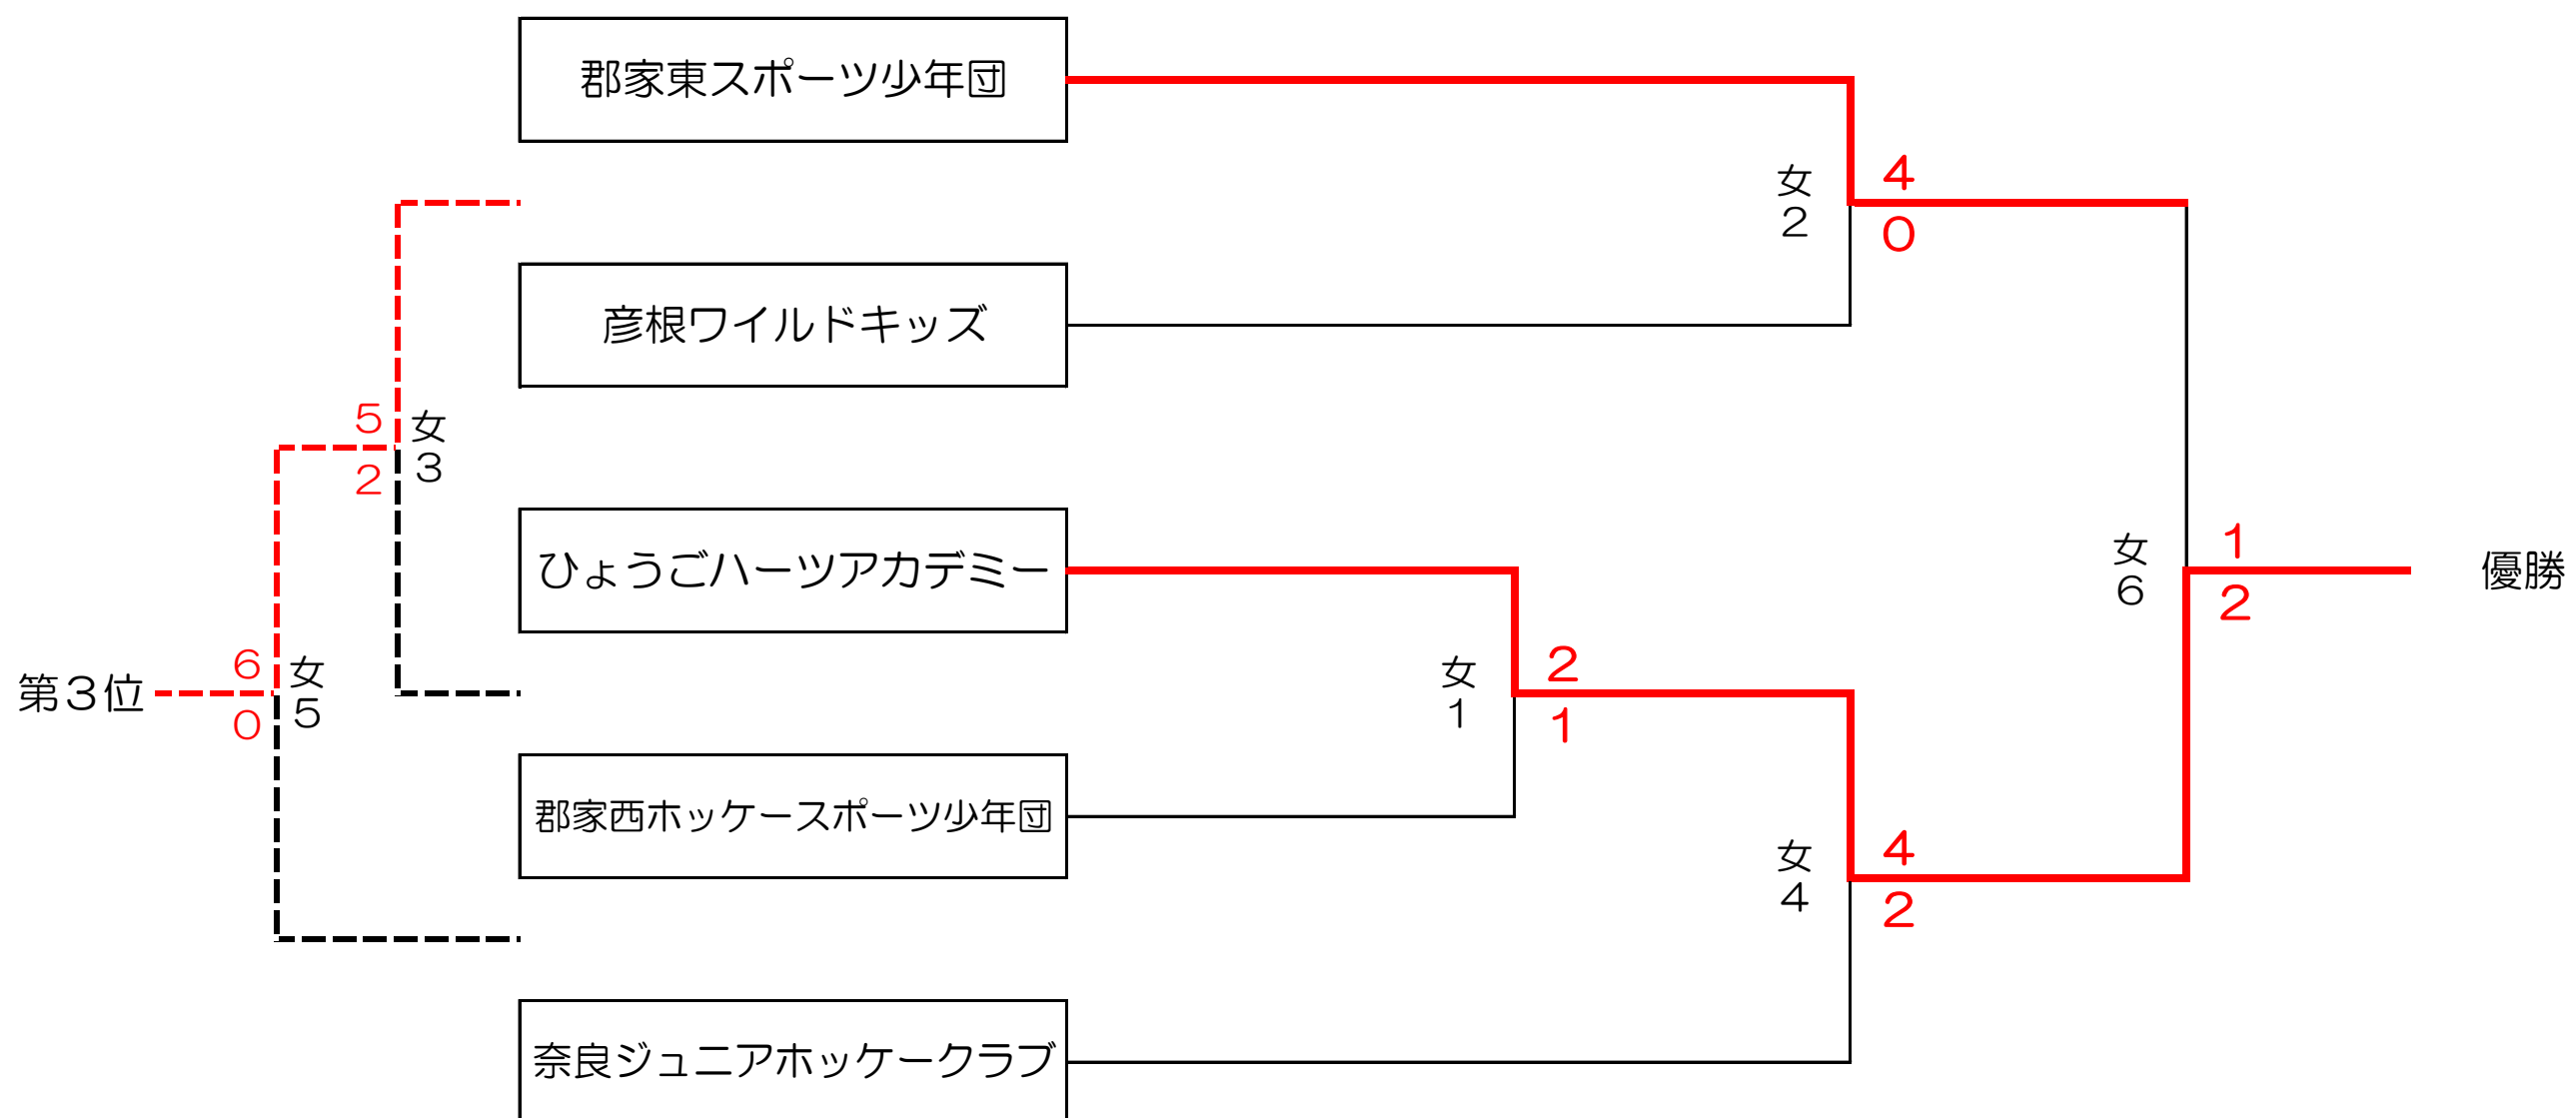 郡家東スポーツ少年団
女2
4
0
彦根ワイルドキッズ
5
2
女3
ひょうごハーツアカデミー
女6
1
2
優勝
第3位
6
0
女5
女1
2
1
郡家西ホッケースポーツ少年団
女4
4
2
奈良ジュニアホッケークラブ